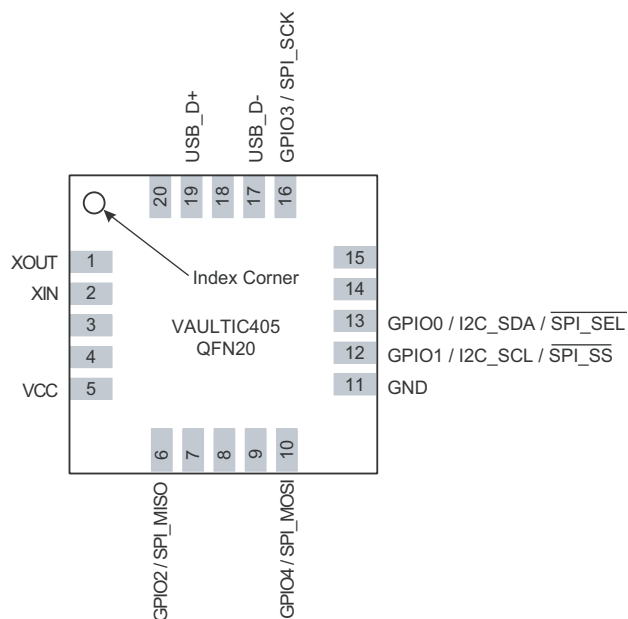 USB_D+
USB_D-
GPIO3 / SPI_SCK
20
19
18
17
16
XOUT
1
XIN
2
3
4
VCC
5
Index Corner
VAULTIC405
QFN20
15
14
13
GPIO0 / I2C_SDA / SPI_SEL
12
GPIO1 / I2C_SCL / SPI_SS
11
GND
6
7
8
9
10
GPIO2 / SPI_MISO
GPIO4 / SPI_MOSI